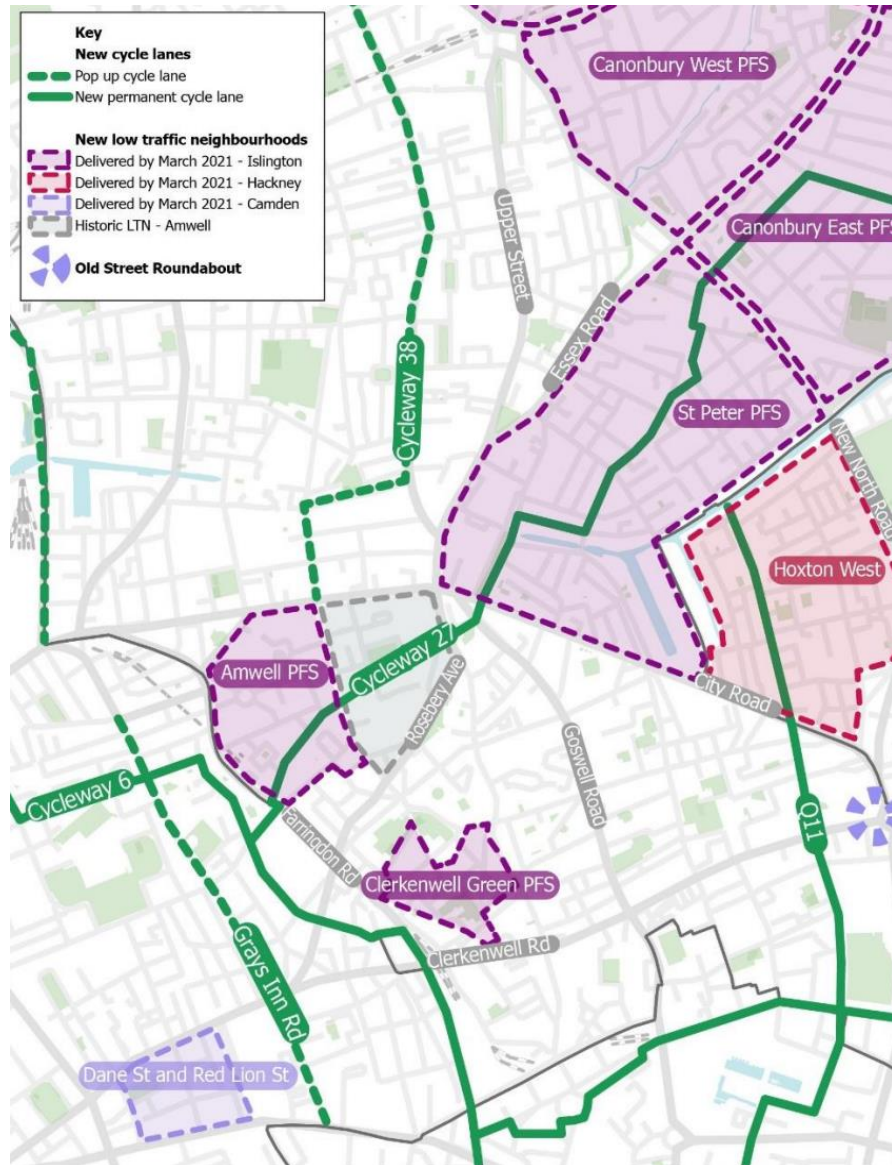 Key
New cycle lanes
Pop up cycle lane
New permanent cycle lane
New low traffic neighbourhoods
Delivered by March 2021 - Islington
Delivered by March 2021 - Hackney
Delivered by March 2021 - Camden
Historic LTN - Amwell
Old Street Roundabout
Canonbury West PFS
Upper Street
Canonbury East PFS
Essex Road
Cycleway 38
St Peter PFS
New North Road
Hoxton West
Cycleway 27
Amwell PFS
Rosebery Ave
City Road
Goswell Road
Cycleway 6
Q11
Farringdon Rd
Clerkenwell Green PFS
Clerkenwell Rd
Grays Inn Rd
Dane St and Red Lion St